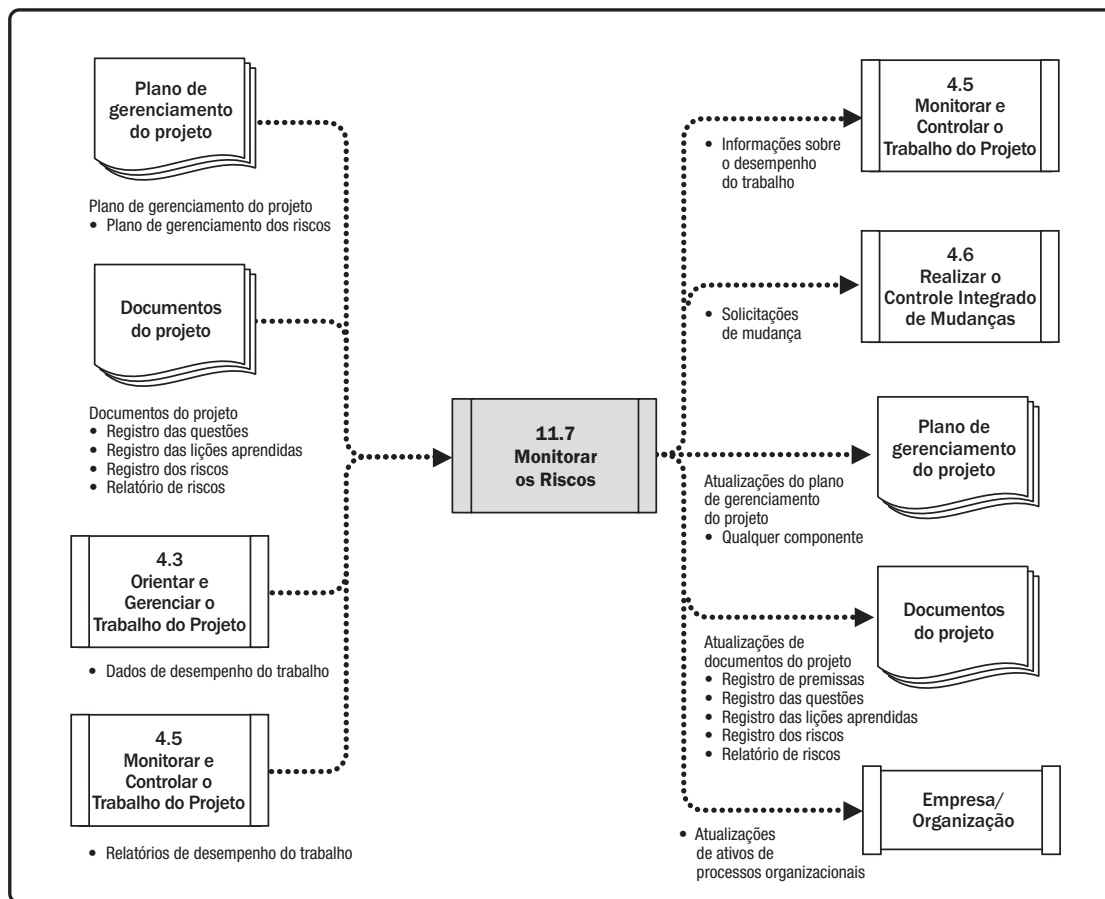 Plano de
gerenciamento
do projeto
Plano de gerenciamento do projeto
• Plano de gerenciamento dos riscos
Documentos
do projeto
Documentos do projeto
• Registro das questões
• Registro das lições aprendidas
• Registro dos riscos
• Relatório de riscos
4.3
Orientar e
Gerenciar o
Trabalho do Projeto
• Dados de desempenho do trabalho
4.5
Monitorar e
Controlar o
Trabalho do Projeto
• Relatórios de desempenho do trabalho
11.7
Monitorar
os Riscos
4.5
Monitorar e
Controlar o
Trabalho do Projeto
• Informações sobre
o desempenho
do trabalho
4.6
Realizar o
Controle Integrado
de Mudanças
• Solicitações
de mudança
Plano de
gerenciamento
do projeto
Atualizações do plano
de gerenciamento
do projeto
• Qualquer componente
Documentos
do projeto
Atualizações de
documentos do projeto
• Registro de premissas
• Registro das questões
• Registro das lições aprendidas
• Registro dos riscos
• Relatório de riscos
Empresa/
Organização
• Atualizações
de ativos de
processos organizacionais